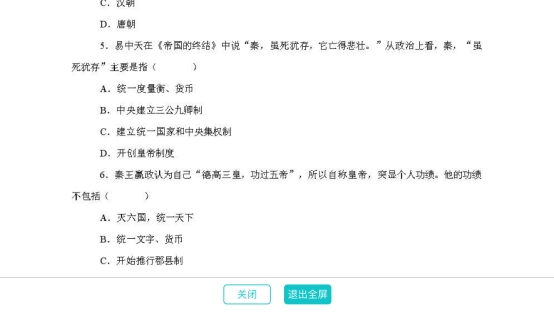 C. 汉朝
D. 唐朝
5. 易中天在《帝国的终结》中说“秦，虽死犹存，它亡得悲壮。”从政治上看，秦，“虽
死犹存”主要是指（　　）
A. 统一度量衡、货币
B. 中央建立三公九卿制
C. 建立统一国家和中央集权制
D. 开创皇帝制度
6. 秦王嬴政认为自己“德高三皇，功过五帝”，所以自称皇帝，突显个人功绩。他的功绩
不包括（　　）
A. 灭六国，统一天下
B. 统一文字、货币
C. 开始推行郡县制
关闭
退出全屏